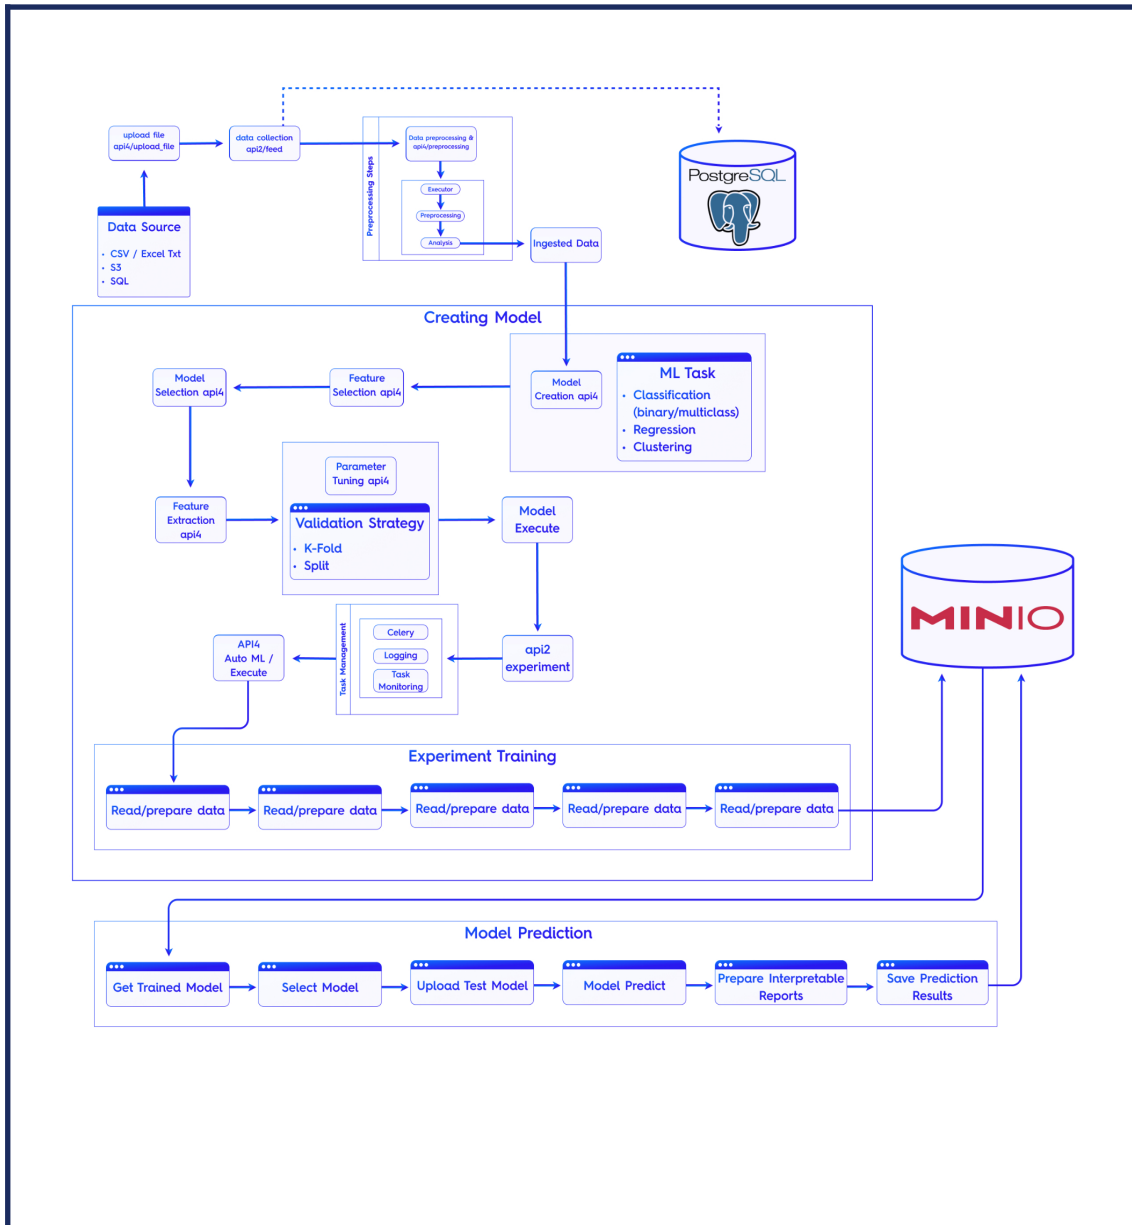 upload file
api4/upload_file
data collection
api2/feed
Preprocessing Steps
Data preprocessing @
api4/preprocessing
Executor
Preprocessing
Analysis
PostgreSQL
Data Source
• CSV / Excel Txt
• S3
• SQL
Ingested Data
Creating Model
Model
Selection api4
Feature
Selection api4
Model
Creation api4
ML Task
• Classification
(binary/multiclass)
• Regression
• Clustering
Feature
Extraction
api4
Parameter
Tuning api4
Validation Strategy
• K-Fold
• Split
Model
Execute
MINIO
API4
Auto ML /
Execute
Task Management
Celery
Logging
Task
Monitoring
api2
experiment
Experiment Training
Read/prepare data
Read/prepare data
Read/prepare data
Read/prepare data
Read/prepare data
Model Prediction
Get Trained Model
Select Model
Upload Test Model
Model Predict
Prepare Interpretable
Reports
Save Prediction
Results